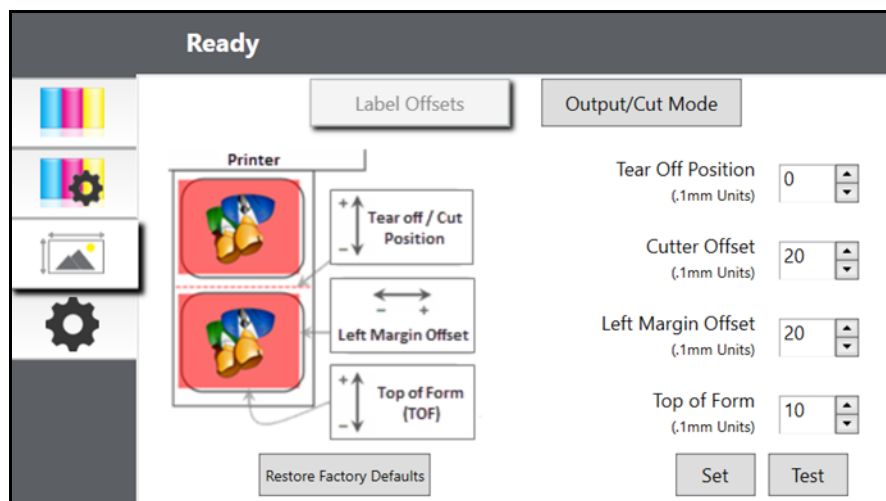 Ready
Label Offsets
Output/Cut Mode
Printer
+
Tear off / Cut
Position
−
− +
Left Margin Offset
+
Top of Form
(TOF)
−
Tear Off Position
(.1mm Units)
0
Cutter Offset
(.1mm Units)
20
Left Margin Offset
(.1mm Units)
20
Top of Form
(.1mm Units)
10
Restore Factory Defaults
Set
Test